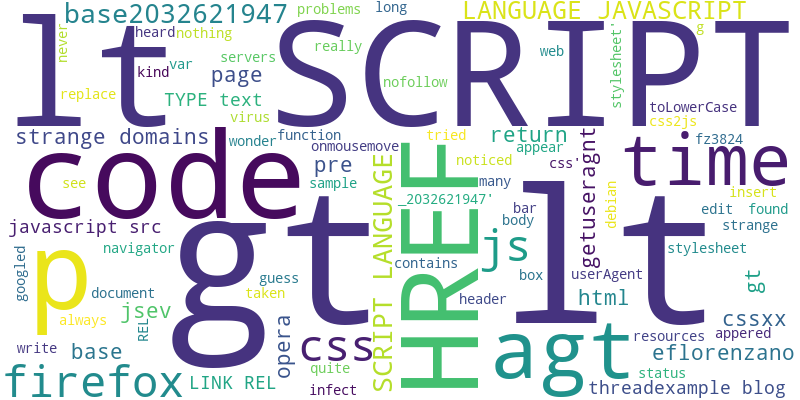 base2032621947
problems
long
LANGUAGE JAVASCRIPT
never
lt
heard
nothing
SCRIPT
really
servers
kind
var
page
web
stylesheet'
g
nofollow
replace
TYPE text
virus
toLowerCase
css2js
strange domains
wonder
function
onmousemove
tried
return
appear
fz3824
code
pre
noticed
css'
time
see
sample
many
_2032621947'
getuseragnt
debian
insert
edit
found
strange
javascript src
gt
HREF
SCRIPT LANGUAGE
bar
body
lt
p
navigator
js
stylesheet
googled
guess
contains
box
userAgent
gt
document
taken
header
html
jsev
always
REL
opera
css
cssxx
write
base
agt
resources
appered
eflorenzano
firefox
LINK REL
quite
infect
status
threadexample blog